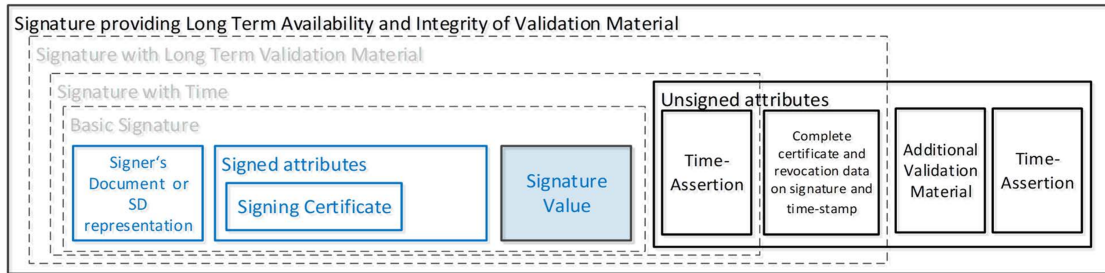 Signature providing Long Term Availability and Integrity of Validation Material
Signature with Long Term Validation Material
Signature with Time
Basic Signature
Signer‘s
Document or
SD
representation
Signed attributes
Signing Certificate
Signature
Value
Unsigned attributes
Time-
Assertion
Complete
certificate and
revocation data
on signature and
time-stamp
Additional
Validation
Material
Time-
Assertion